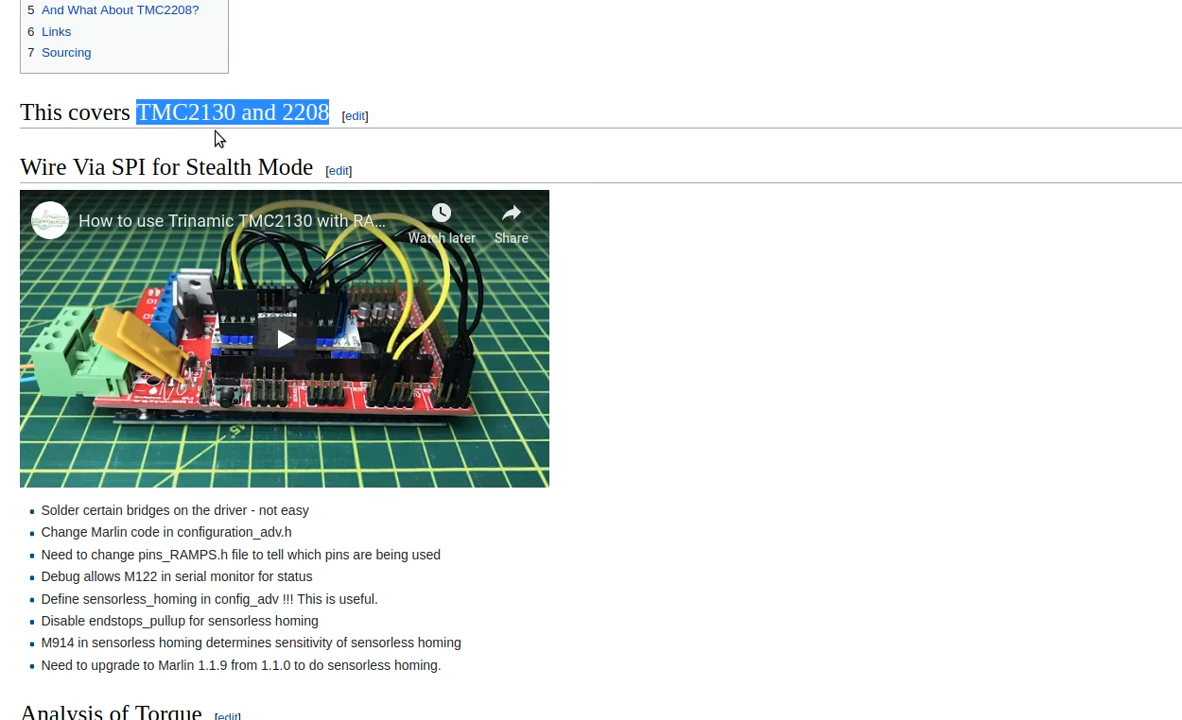 5 And What About TMC2208?
6 Links
7 Sourcing
This covers TMC2130 and 2208 [edit]
Wire Via SPI for Stealth Mode [edit]
How to use Trinamic TMC2130 with RA...
Watch later Share
• Solder certain bridges on the driver - not easy
• Change Marlin code in configuration_adv.h
• Need to change pins_RAMPS.h file to tell which pins are being used
• Debug allows M122 in serial monitor for status
• Define sensorless_homing in config_adv !!! This is useful.
• Disable endstops_pullup for sensorless homing
• M914 in sensorless homing determines sensitivity of sensorless homing
• Need to upgrade to Marlin 1.1.9 from 1.1.0 to do sensorless homing.
Analysis of Torque [edit]